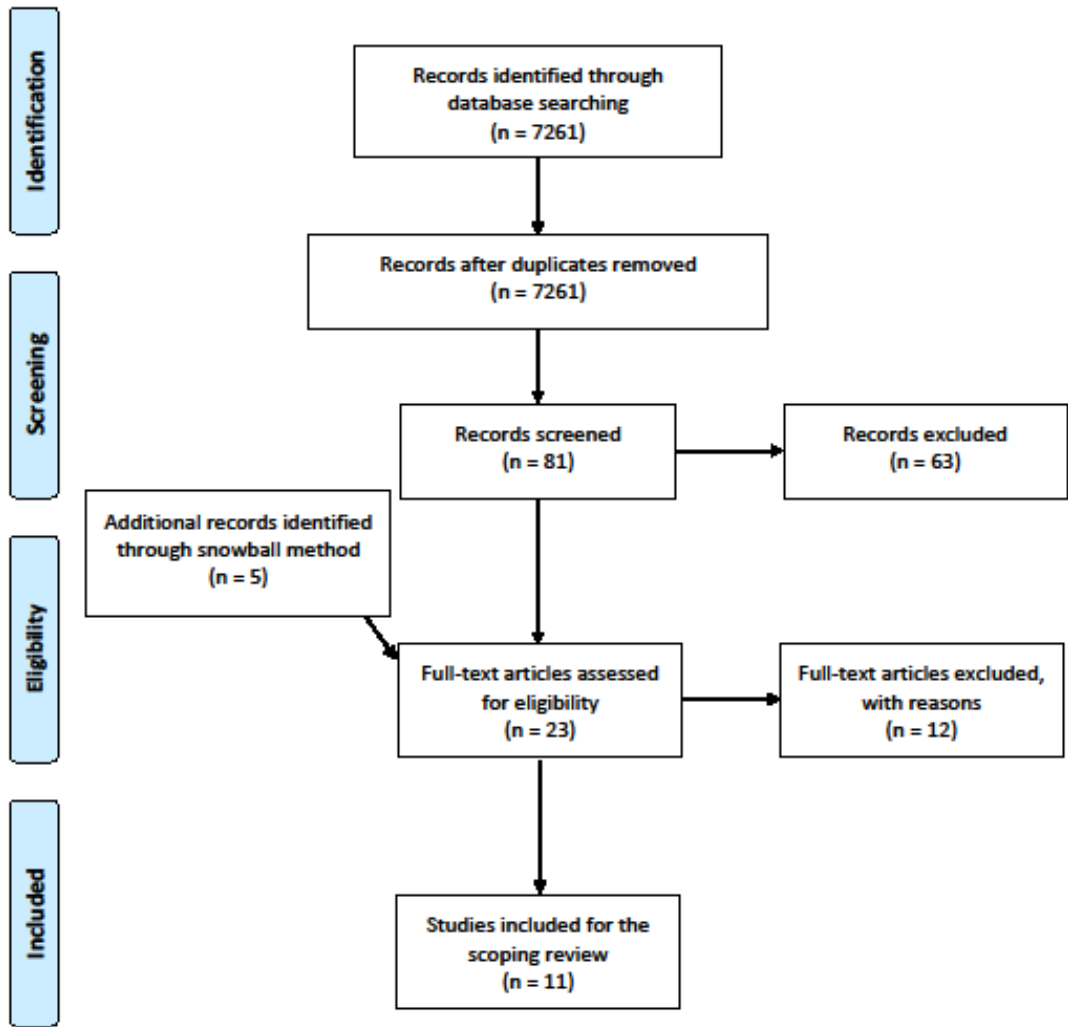 Identification
Records identified through
database searching
(n = 7261)
Records after duplicates removed
(n = 7261)
Screening
Records screened
(n = 81)
Records excluded
(n = 63)
Additional records identified
through snowball method
(n = 5)
Eligibility
Full-text articles assessed
for eligibility
(n = 23)
Full-text articles excluded,
with reasons
(n = 12)
Included
Studies included for the
scoping review
(n = 11)